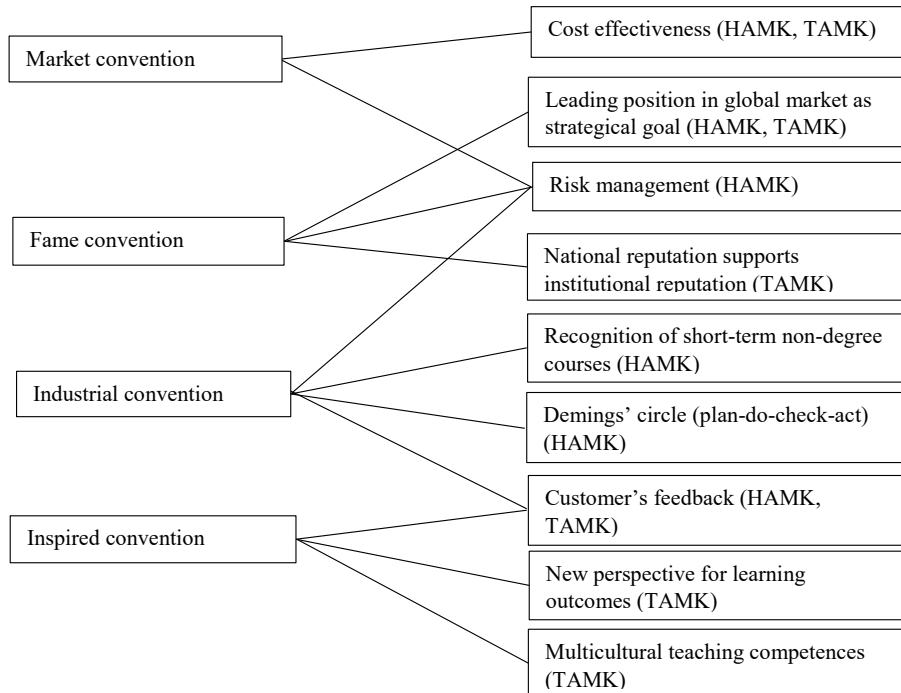 Market convention
Fame convention
Industrial convention
Inspired convention
Cost effectiveness (HAMK, TAMK)
Leading position in global market as
strategical goal (HAMK, TAMK)
Risk management (HAMK)
National reputation supports
institutional reputation (TAMK)
Recognition of short-term non-degree
courses (HAMK)
Demings’ circle (plan-do-check-act)
(HAMK)
Customer’s feedback (HAMK,
TAMK)
New perspective for learning
outcomes (TAMK)
Multicultural teaching competences
(TAMK)